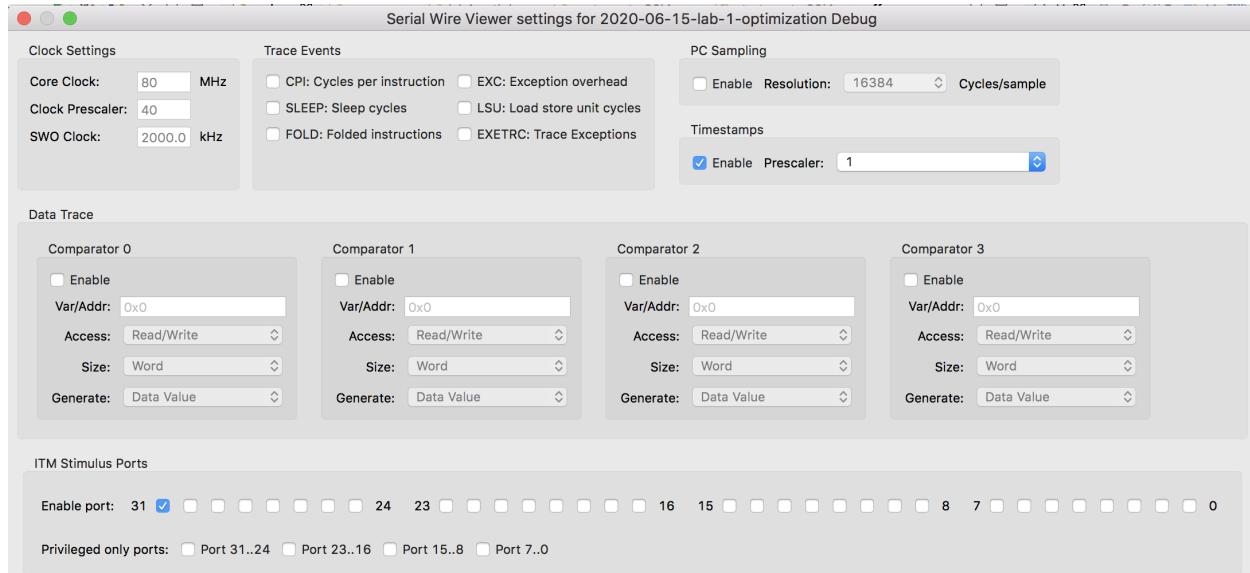 Serial Wire Viewer settings for 2020-06-15-lab-1-optimization Debug
Clock Settings
Core Clock: 80 MHz
Clock Prescaler: 40
SWO Clock: 2000.0 kHz
Trace Events
CPI: Cycles per instruction EXC: Exception overhead
SLEEP: Sleep cycles LSU: Load store unit cycles
FOLD: Folded instructions EXETRC: Trace Exceptions
PC Sampling
Enable Resolution: 16384 Cycles/sample
Timestamps
Enable Prescaler: 1
Data Trace
Comparator 0
Enable
Var/Addr: 0x0
Access: Read/Write
Size: Word
Generate: Data Value
Comparator 1
Enable
Var/Addr: 0x0
Access: Read/Write
Size: Word
Generate: Data Value
Comparator 2
Enable
Var/Addr: 0x0
Access: Read/Write
Size: Word
Generate: Data Value
Comparator 3
Enable
Var/Addr: 0x0
Access: Read/Write
Size: Word
Generate: Data Value
ITM Stimulus Ports
Enable port: 31 24 23 16 15 8 7 0
Privileged only ports: Port 31..24 Port 23..16 Port 15..8 Port 7..0